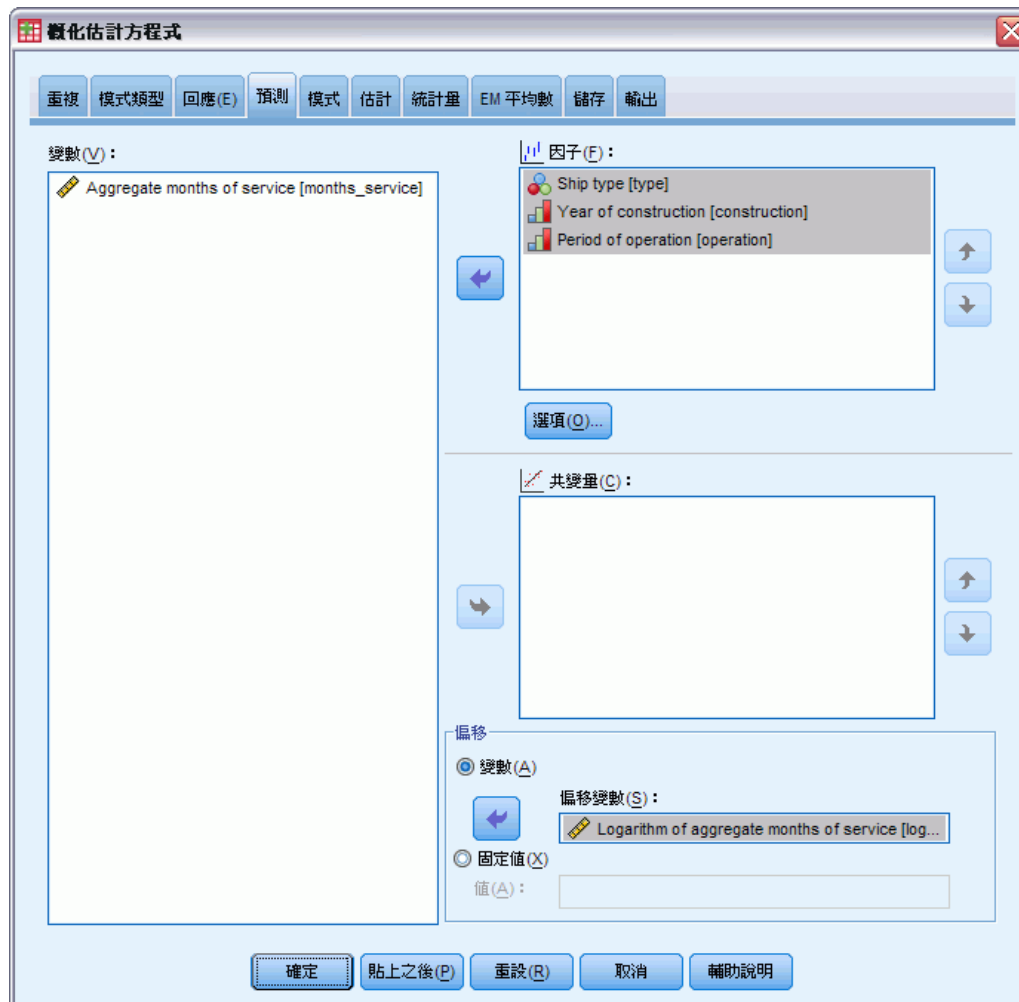 概化估計方程式
重複 模式類型 回應(E) 預測 模式 估計 統計量 EM 平均數 儲存 輸出
變數(V)：
Aggregate months of service [months_service]
因子(F)：
Ship type [type]
Year of construction [construction]
Period of operation [operation]
選項(O)...
共變量(C)：
偏移
變數(A)
偏移變數(S)：
Logarithm of aggregate months of service [log...
固定值(X)
值(A)：
確定 貼上之後(P) 重設(R) 取消 輔助說明